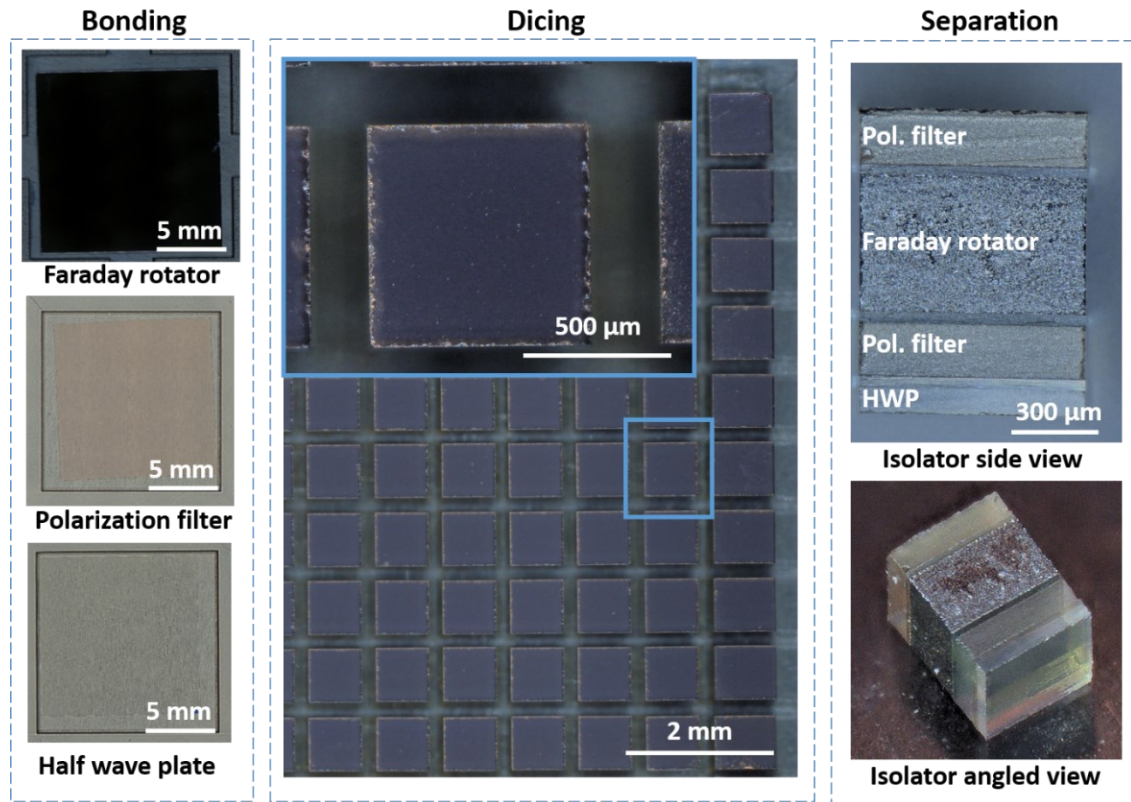 Bonding
5 mm
Faraday rotator
5 mm
Polarization filter
5 mm
Half wave plate
Dicing
500 µm
2 mm
Separation
Pol. filter
Faraday rotator
Pol. filter
HWP
300 µm
Isolator side view
Isolator angled view